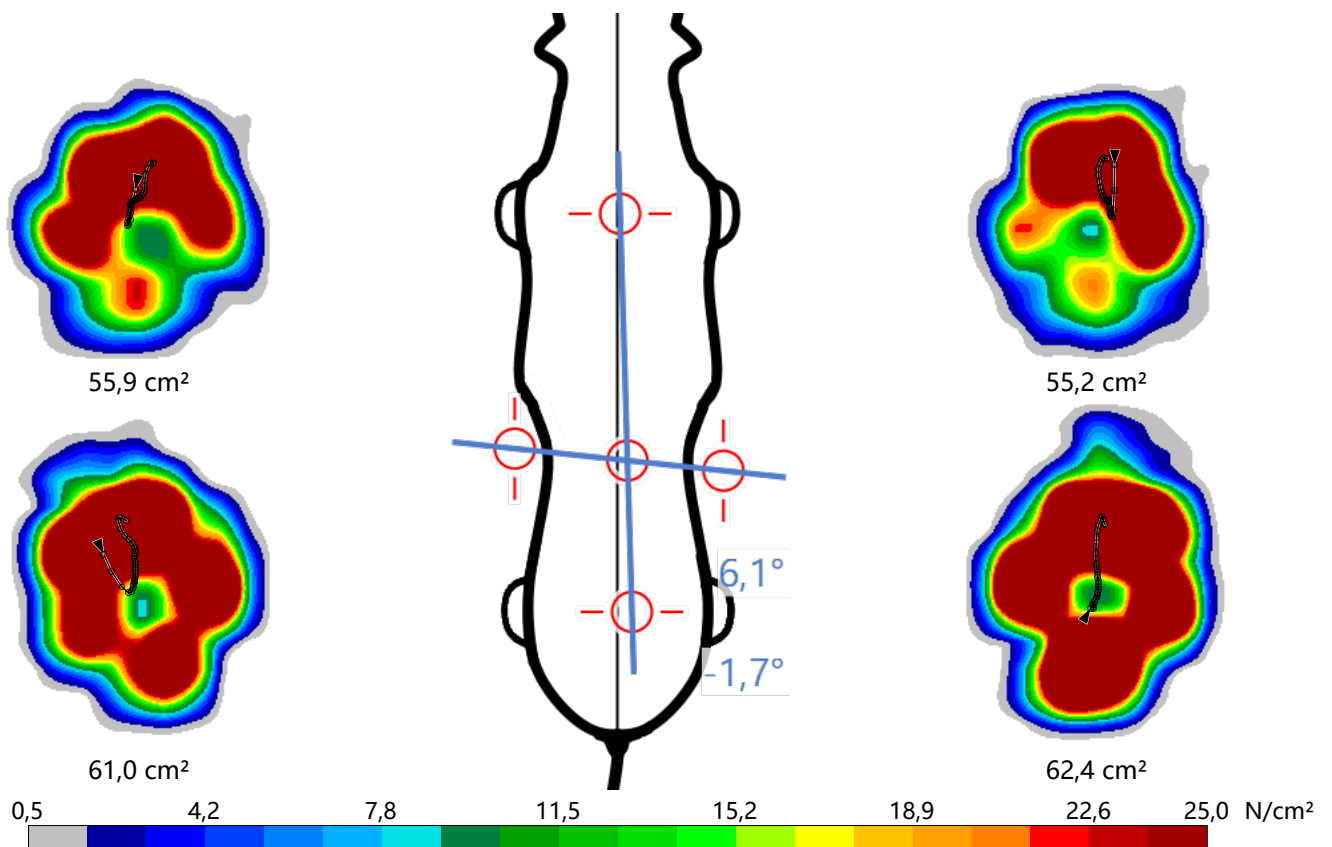 55,9 cm²
55,2 cm²
6,1°
-1,7°
61,0 cm²
62,4 cm²
0,5 4,2 7,8 11,5 15,2 18,9 22,6 25,0 N/cm²